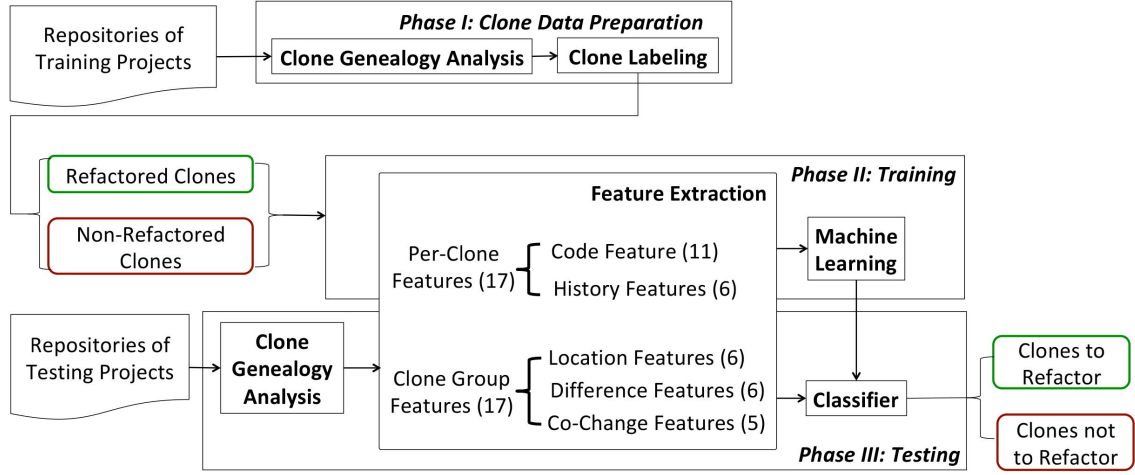 Repositories of
Training Projects
Phase I: Clone Data Preparation
Clone Genealogy Analysis
Clone Labeling
Refactored Clones
Non-Refactored
Clones
Phase II: Training
Feature Extraction
Per-Clone
Features (17)
Code Feature (11)
History Features (6)
Machine
Learning
Repositories of
Testing Projects
Clone
Genealogy
Analysis
Clone Group
Features (17)
Location Features (6)
Difference Features (6)
Co-Change Features (5)
Classifier
Phase III: Testing
Clones to
Refactor
Clones not
to Refactor